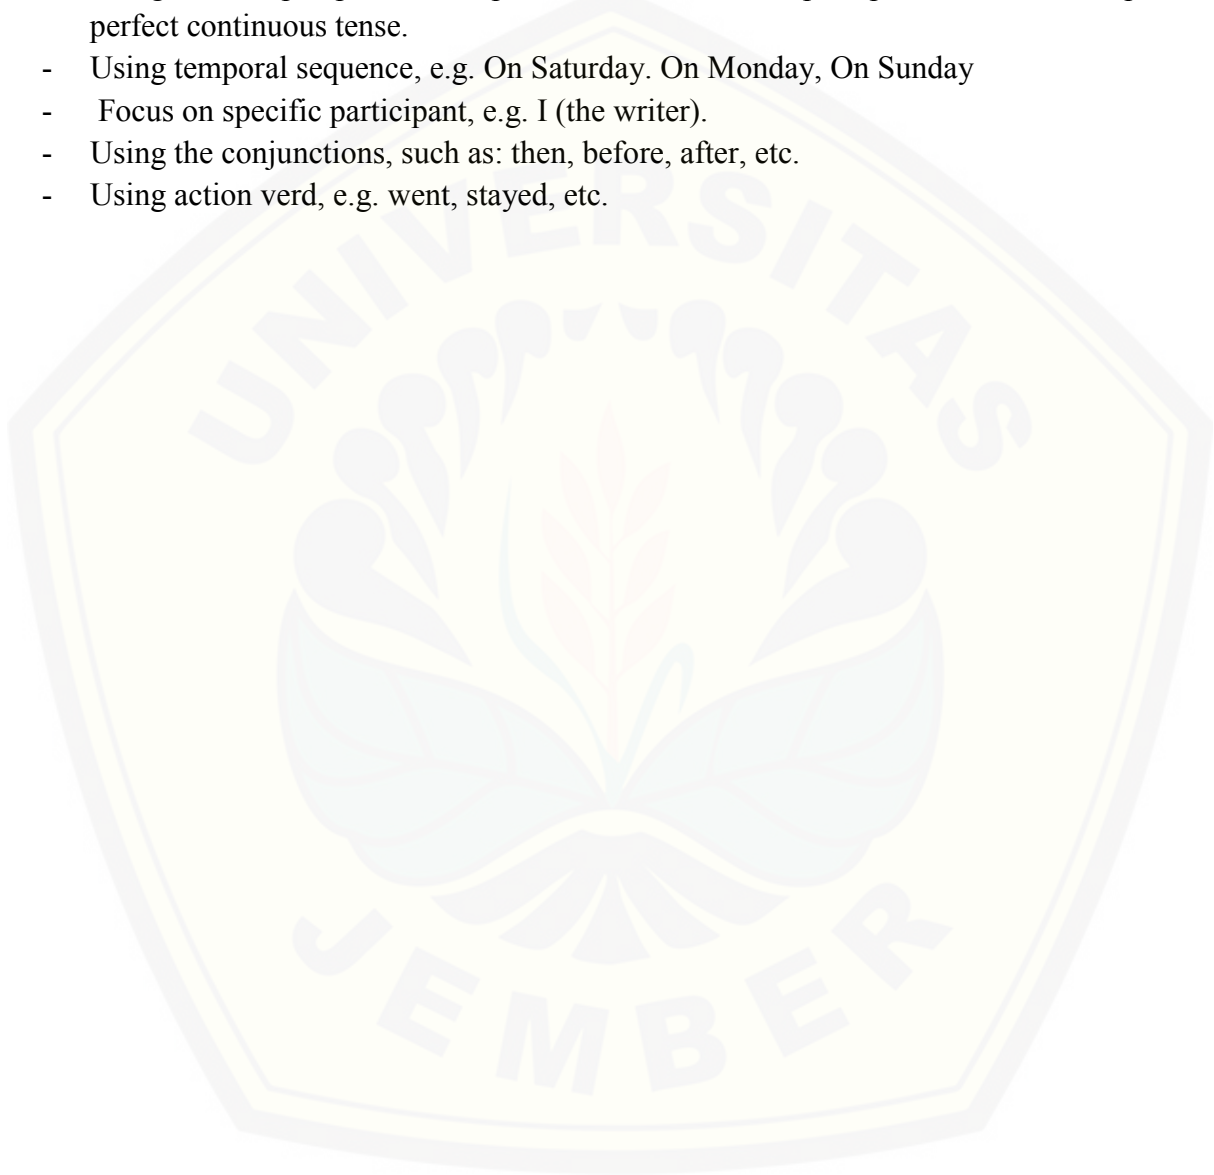 perfect continuous tense.
- Using temporal sequence, e.g. On Saturday. On Monday, On Sunday
- Focus on specific participant, e.g. I (the writer).
- Using the conjunctions, such as: then, before, after, etc.
- Using action verd, e.g. went, stayed, etc.
UNIVERSITAS
JEMBER